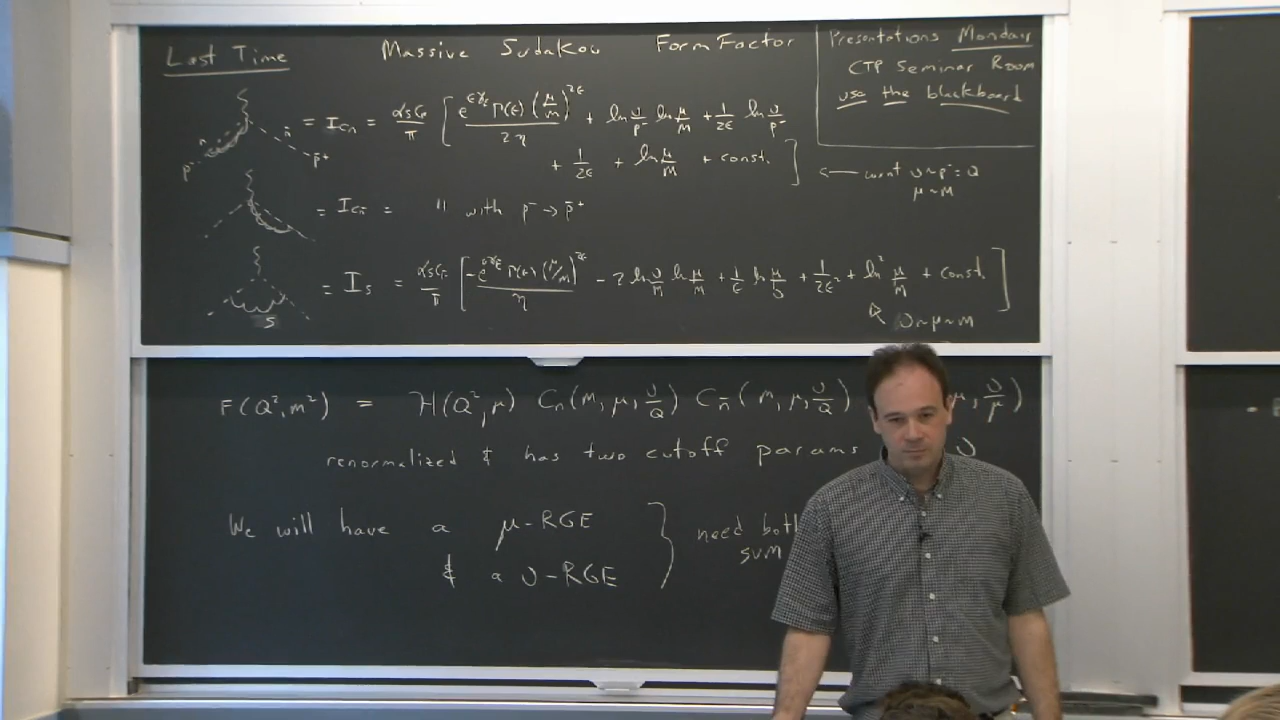 Last Time
Massive Sudakov Form Factor
Presentations Monday
CTP Seminar Room
use the blackboard
= I_Cn = αsCF/π [ e^{εγE} Γ(ε) (μ/M)^{2ε} / 2η + ln υ/p⁻ ln μ/M + 1/2ε ln υ/p⁻
+ 1/2ε + ln μ/M + const. ]
← want υ~p⁻=Q
μ~M
n
n̄
p⁻
p̄⁺
= I_Cn̄ = " with p⁻ → p̄⁺
= I_S = αsCF/π [ -e^{εγE} Γ(ε) (μ/M)^{2ε} / η - 2 ln υ/M ln μ/M + 1/ε ln μ/υ + 1/2ε² + ln² μ/M + const. ]
S
υ~μ~M
F(Q²,m²) = H(Q²,μ) Cn(M,μ,υ/Q) Cn̄(M,μ,υ/Q) μ,υ/μ)
renormalized & has two cutoff params υ
We will have a μ-RGE
& a υ-RGE
need both
sum